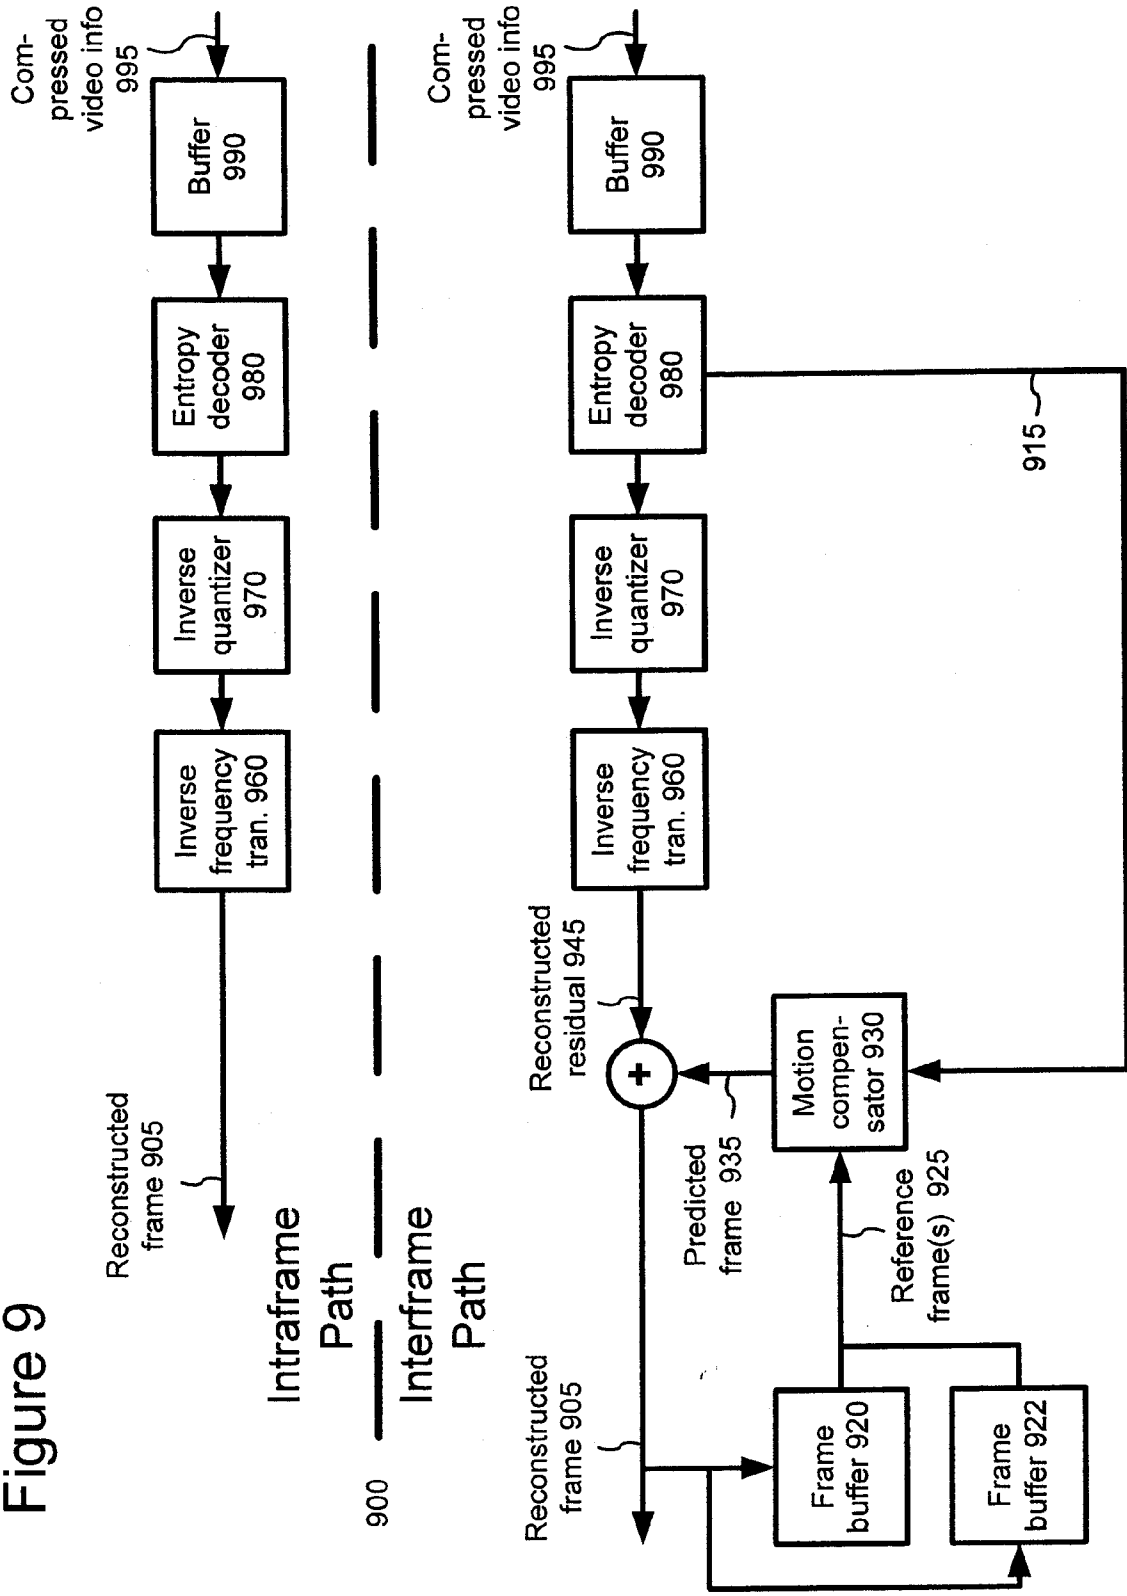 Figure 9
Reconstructed
frame 905
Inverse
frequency
tran. 960
Inverse
quantizer
970
Entropy
decoder
980
Buffer
990
Com-
pressed
video info
995
Intraframe
Path
900
Interframe
Path
Reconstructed
frame 905
Reconstructed
residual 945
Inverse
frequency
tran. 960
Inverse
quantizer
970
Entropy
decoder
980
Buffer
990
Com-
pressed
video info
995
+
Predicted
frame 935
Motion
compen-
sator 930
Frame
buffer 920
Reference
frame(s) 925
Frame
buffer 922
915